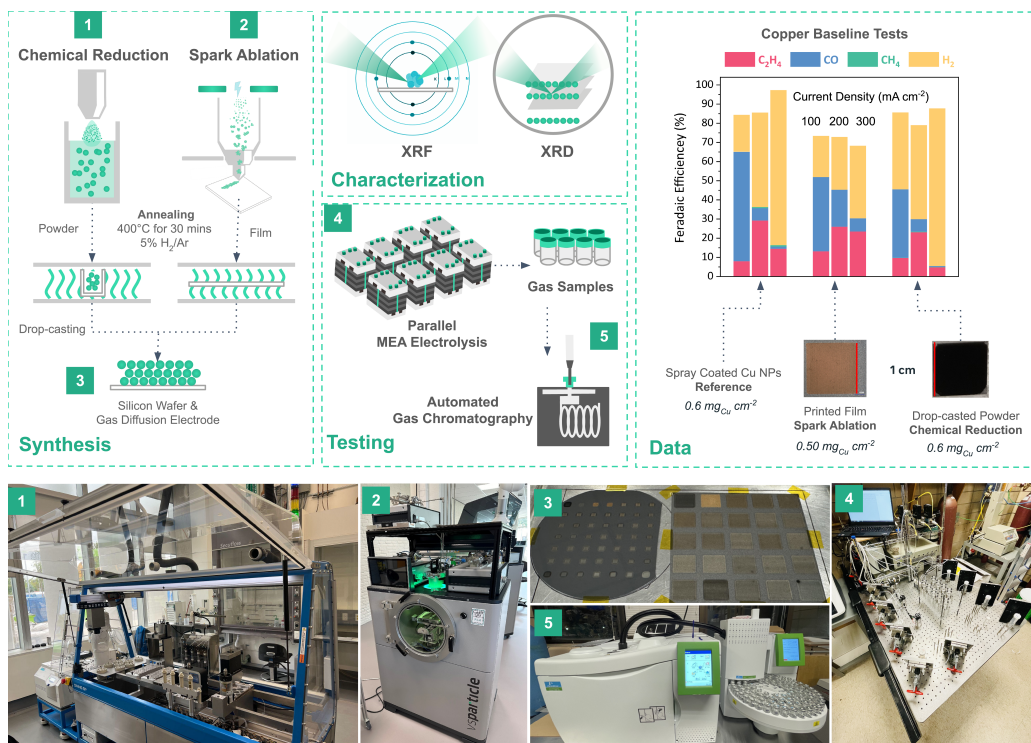 1
2
Chemical Reduction
Spark Ablation
Powder
Annealing
400°C for 30 mins
5% H₂/Ar
Film
Drop-casting
3
Silicon Wafer &
Gas Diffusion Electrode
Synthesis
XRF
XRD
Characterization
4
Parallel
MEA Electrolysis
Gas Samples
5
Automated
Gas Chromatography
Testing
Copper Baseline Tests
C₂H₄
CO
CH₄
H₂
Current Density (mA cm⁻²)
100 200 300
Feradaic Efficiencey (%)
100
90
80
70
60
50
40
30
20
10
0
Spray Coated Cu NPs
Reference
0.6 mg_Cu cm⁻²
Printed Film
Spark Ablation
0.50 mg_Cu cm⁻²
1 cm
Drop-casted Powder
Chemical Reduction
0.6 mg_Cu cm⁻²
Data
1
2
vsparticle
3
5
4